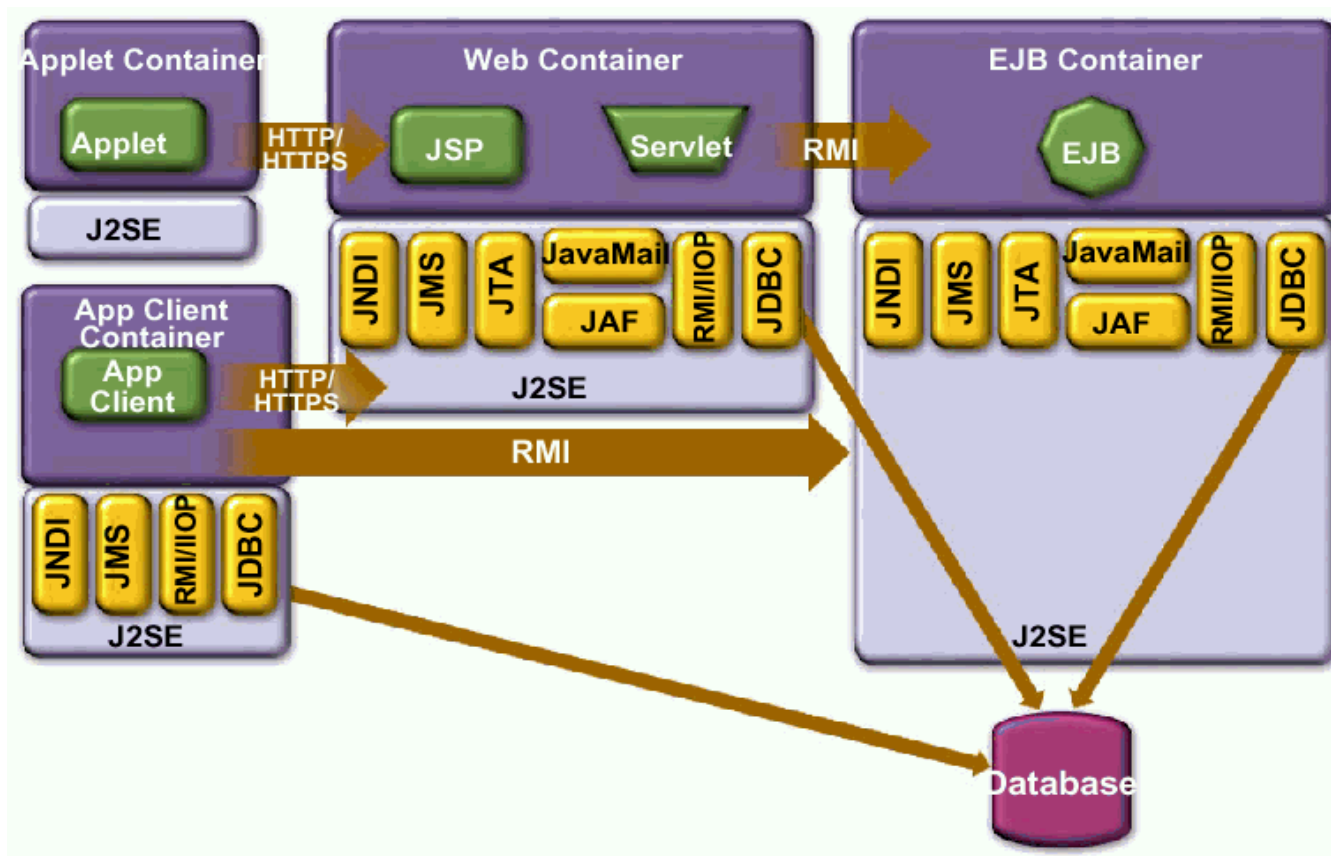 Applet Container
Applet
J2SE
HTTP/
HTTPS
Web Container
JSP
Servlet
JNDI
JMS
JTA
JavaMail
JAF
RMI/IIOP
JDBC
J2SE
RMI
EJB Container
EJB
JNDI
JMS
JTA
JavaMail
JAF
RMI/IIOP
JDBC
J2SE
App Client
Container
App
Client
HTTP/
HTTPS
RMI
JNDI
JMS
RMI/IIOP
JDBC
J2SE
Database